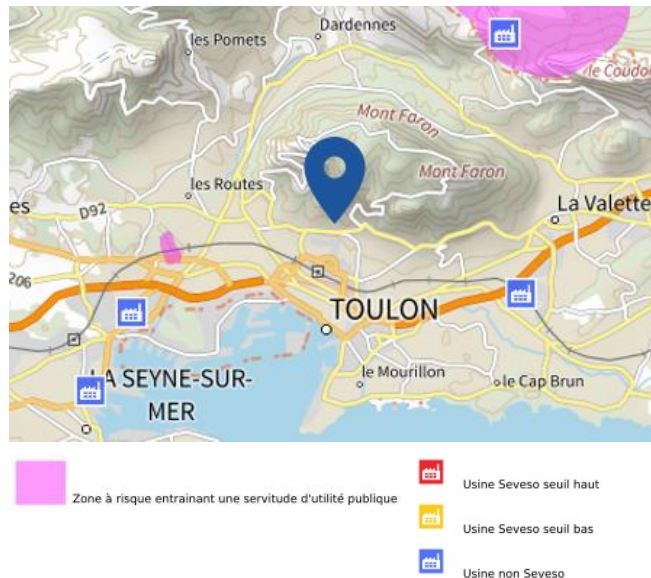 les Pomets
Dardennes
le Coudo
Mont Faron
Mont Faron
les Routes
La Valette
es
D92
206
TOULON
LA SEYNE-SUR-
MER
le Mourillon
le Cap Brun
Zone à risque entrainant une servitude d'utilité publique
Usine Seveso seuil haut
Usine Seveso seuil bas
Usine non Seveso